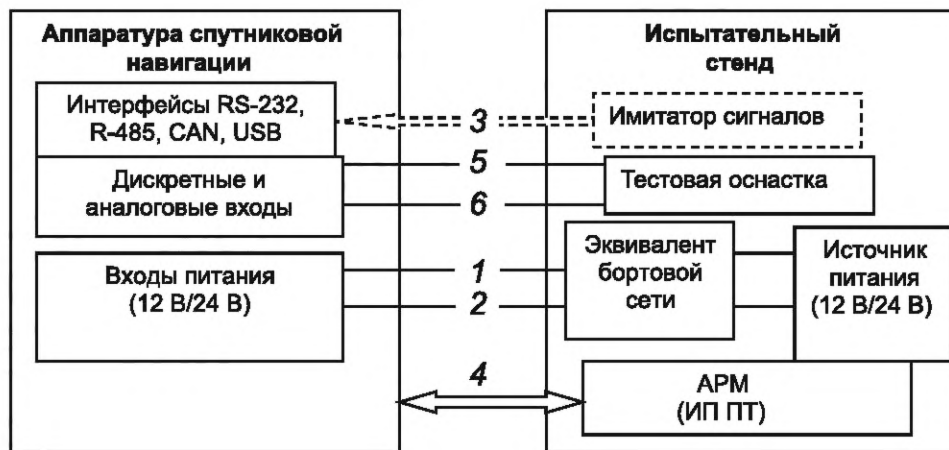 Аппаратура спутниковой
навигации
Интерфейсы RS-232,
R-485, CAN, USB
Дискретные и
аналоговые входы
Входы питания
(12 В/24 В)
3
5
6
1
2
4
Испытательный
стенд
Имитатор сигналов
Тестовая оснастка
Эквивалент
бортовой
сети
Источник
питания
(12 В/24 В)
АРМ
(ИП ПТ)